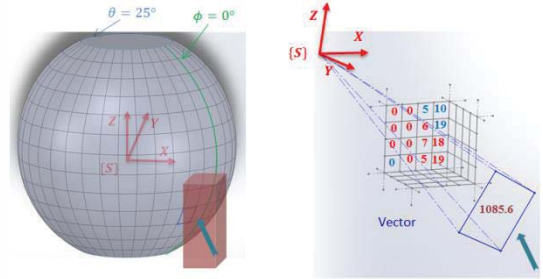 θ = 25°
ϕ = 0°
Z
Y
X
{S}
Z
X
{S}
Y
0 0 5 10
0 0 6 19
0 0 7 18
0 0 5 19
1085.6
Vector